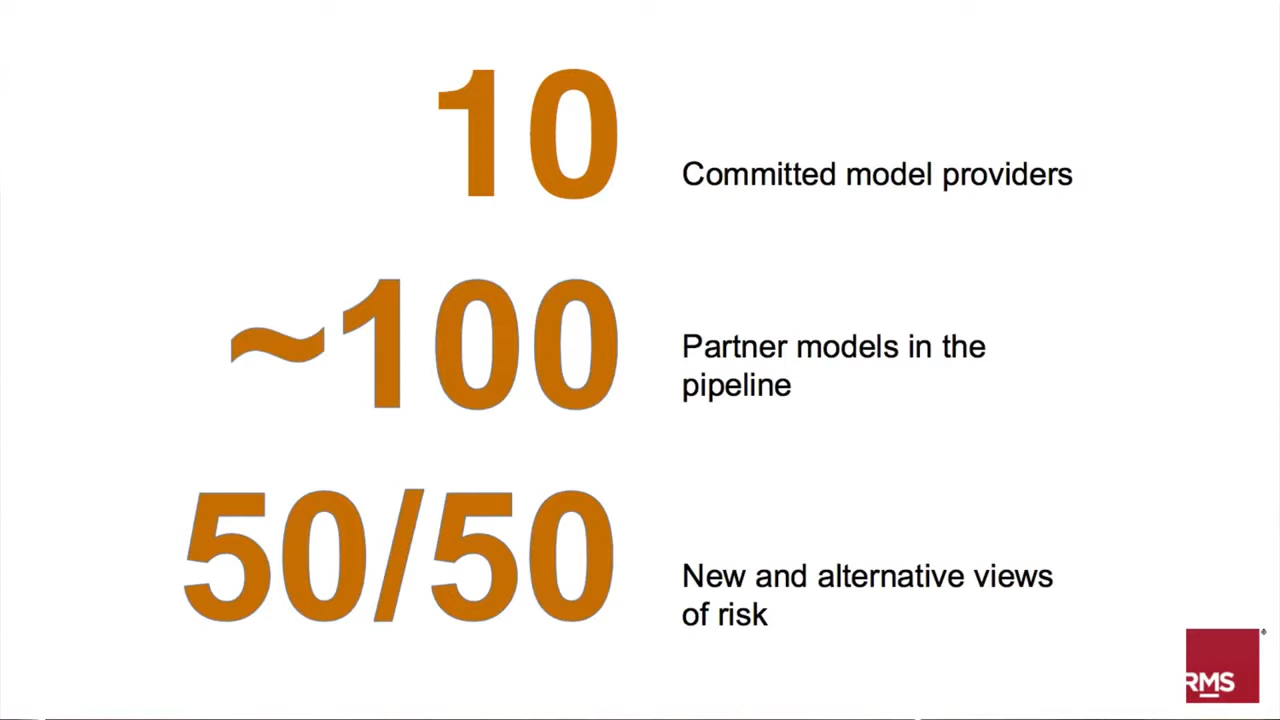 10
Committed model providers
~100
Partner models in the
pipeline
50/50
New and alternative views
of risk
RMS